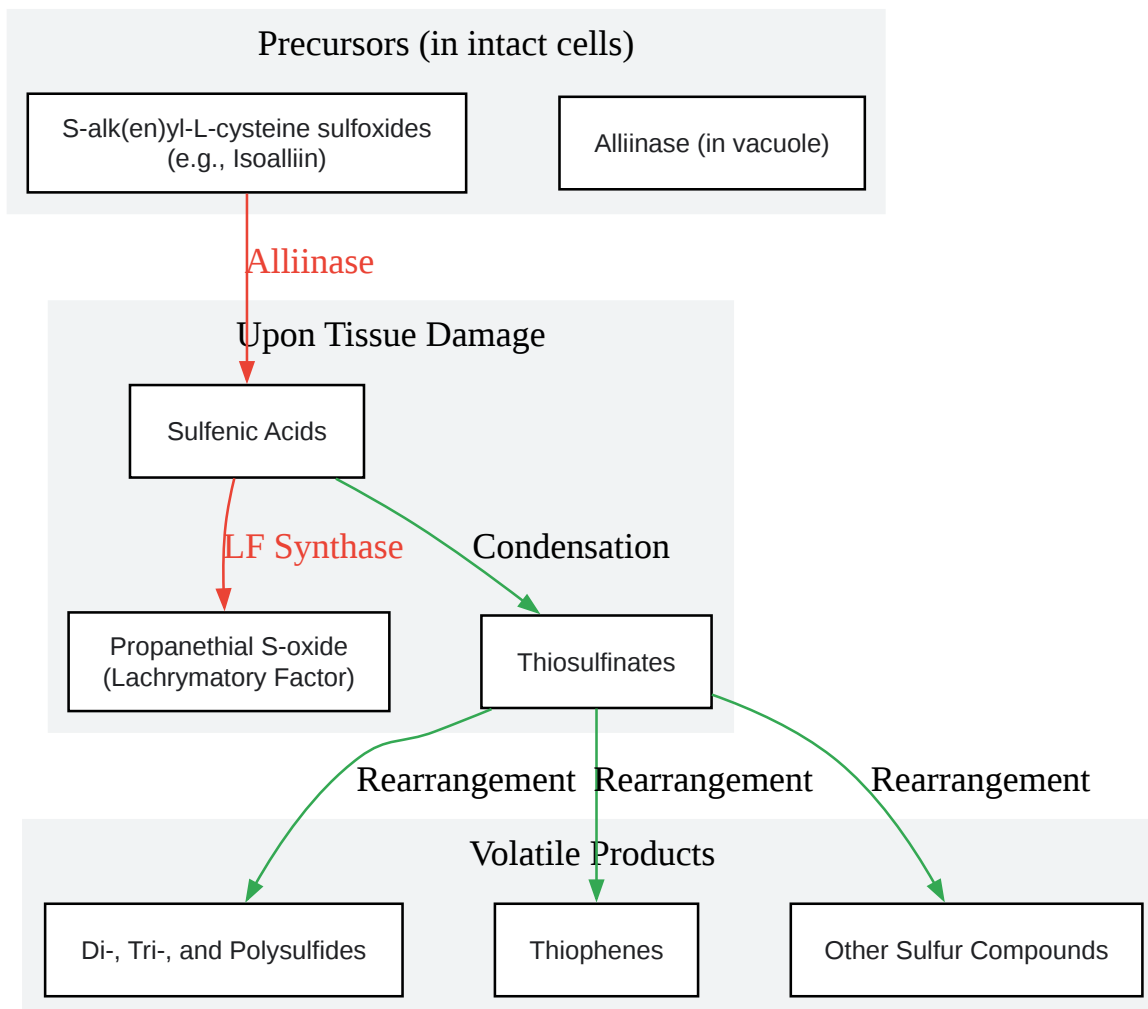 Precursors (in intact cells)
S-alk(en)yl-L-cysteine sulfoxides
(e.g., Isoalliin)
Alliinase (in vacuole)
Alliinase
Upon Tissue Damage
Sulfenic Acids
LF Synthase
Condensation
Propanethial S-oxide
(Lachrymatory Factor)
Thiosulfinates
Rearrangement
Rearrangement
Rearrangement
Volatile Products
Di-, Tri-, and Polysulfides
Thiophenes
Other Sulfur Compounds